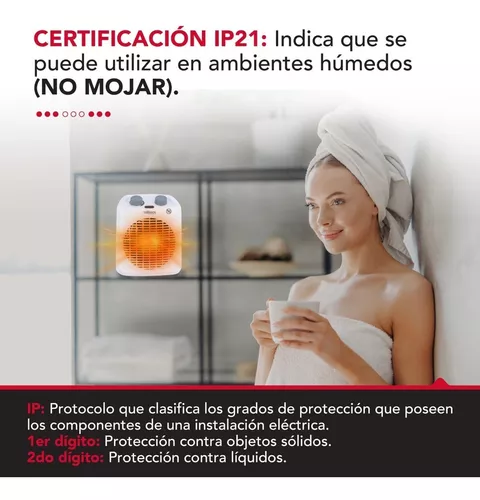 CERTIFICACIÓN IP21: Indica que se
puede utilizar en ambientes húmedos
(NO MOJAR).
IP: Protocolo que clasifica los grados de protección que poseen
los componentes de una instalación eléctrica.
1er dígito: Protección contra objetos sólidos.
2do dígito: Protección contra líquidos.